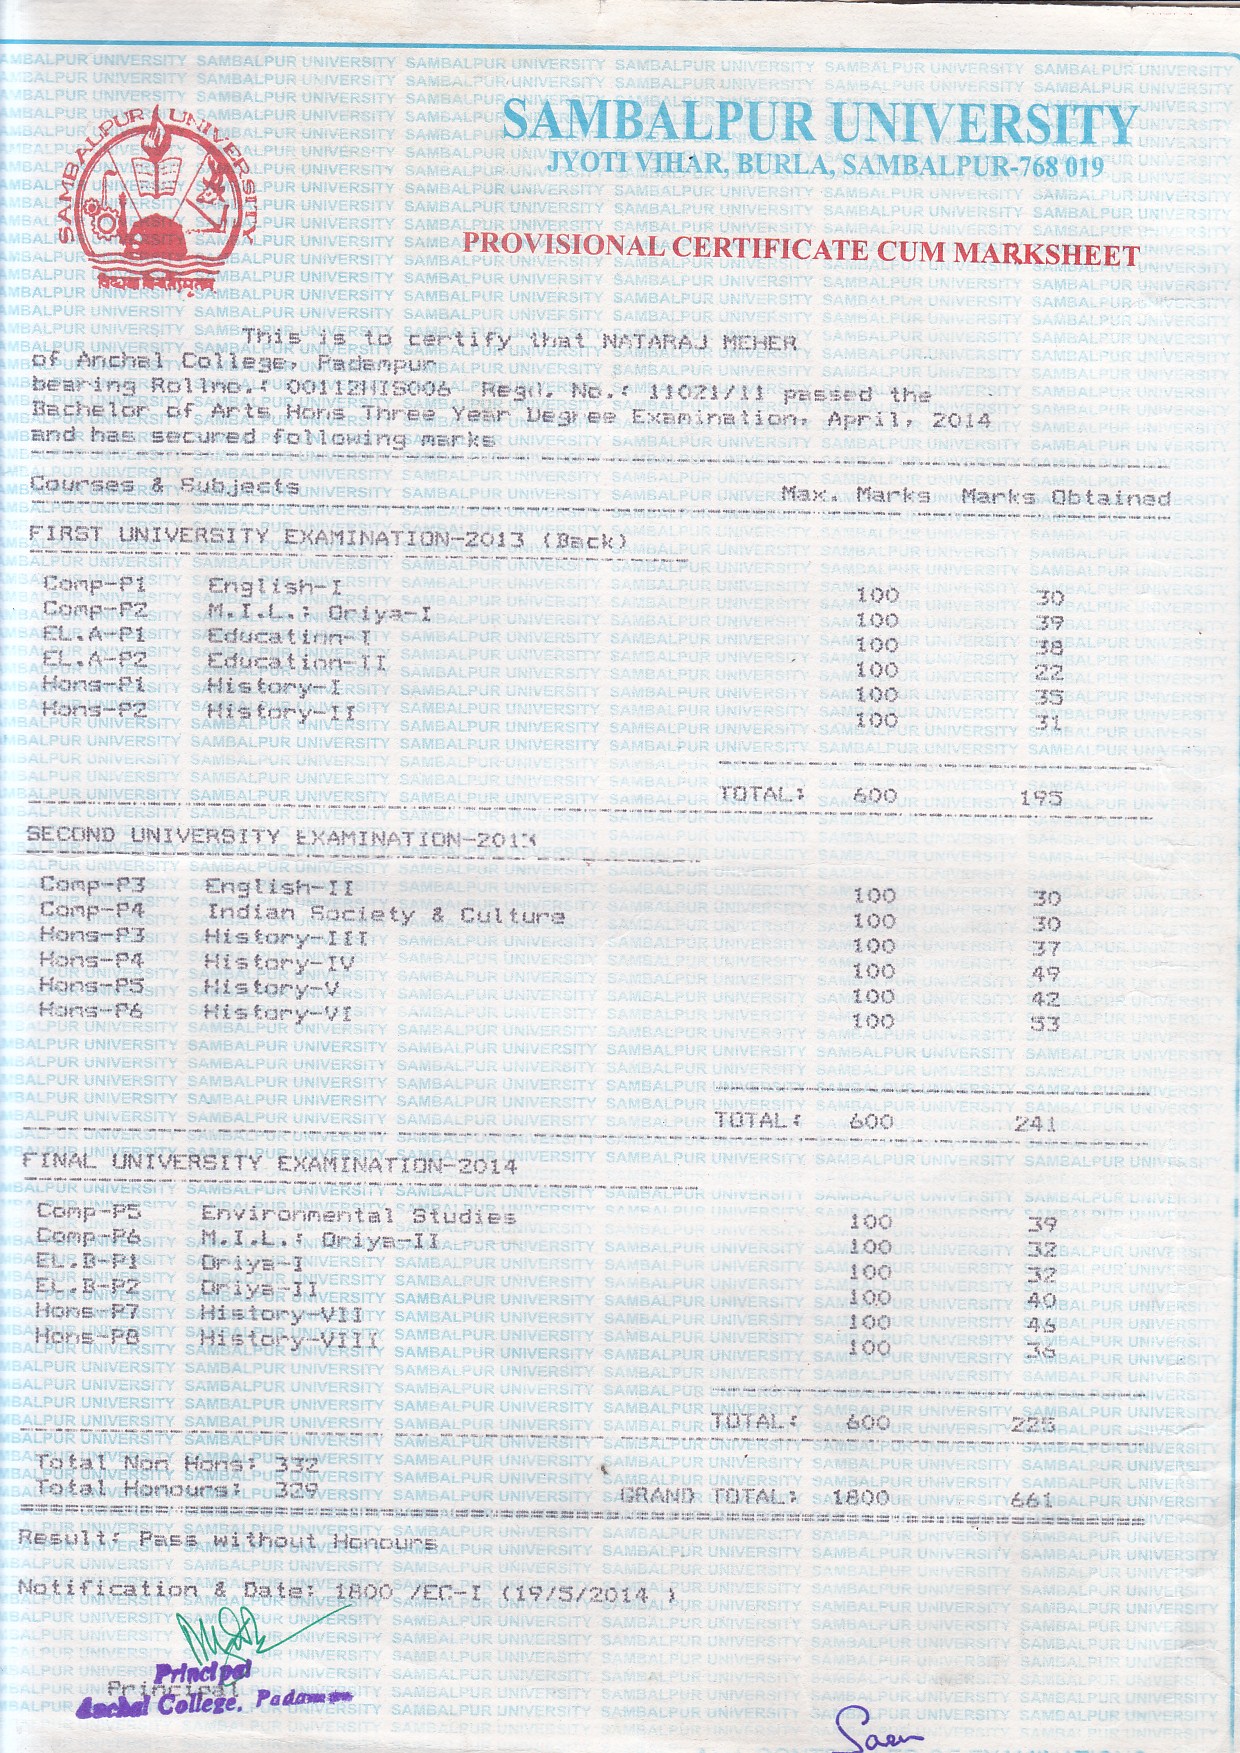 SAMBALPUR UNIVERSITY
SAMBALPUR UNIVERSITY
JYOTI VIHAR, BURLA, SAMBALPUR-768 019
PROVISIONAL CERTIFICATE CUM MARKSHEET
This is to certify that NATARAJ MEHER
of Anchal College, Padampur
bearing Rollno.: 00112HIS006 Regd. No.: 11021/11 passed the
Bachelor of Arts Hons Three Year Degree Examination, April, 2014
and has secured following marks
Courses & Subjects Max. Marks Marks Obtained
FIRST UNIVERSITY EXAMINATION-2013 (Back)
Comp-P1 English-I 100 30
Comp-P2 M.I.L.: Oriya-I 100 39
EL.A-P1 Education-I 100 38
EL.A-P2 Education-II 100 22
Hons-P1 History-I 100 35
Hons-P2 History-II 100 31
TOTAL: 600 195
SECOND UNIVERSITY EXAMINATION-2013
Comp-P3 English-II 100 30
Comp-P4 Indian Society & Culture 100 30
Hons-P3 History-III 100 37
Hons-P4 History-IV 100 49
Hons-P5 History-V 100 42
Hons-P6 History-VI 100 53
TOTAL: 600 241
FINAL UNIVERSITY EXAMINATION-2014
Comp-P5 Environmental Studies 100 39
Comp-P6 M.I.L.: Oriya-II 100 32
EL.B-P1 Oriya-I 100 32
EL.B-P2 Oriya-II 100 40
Hons-P7 History-VII 100 46
Hons-P8 History-VIII 100 36
TOTAL: 600 225
Total Non Hons: 332
Total Honours: 329 GRAND TOTAL: 1800 661
Result: Pass without Honours
Notification & Date: 1800 /EC-I (19/5/2014 )
Principal
Principal
Anchal College, Padam